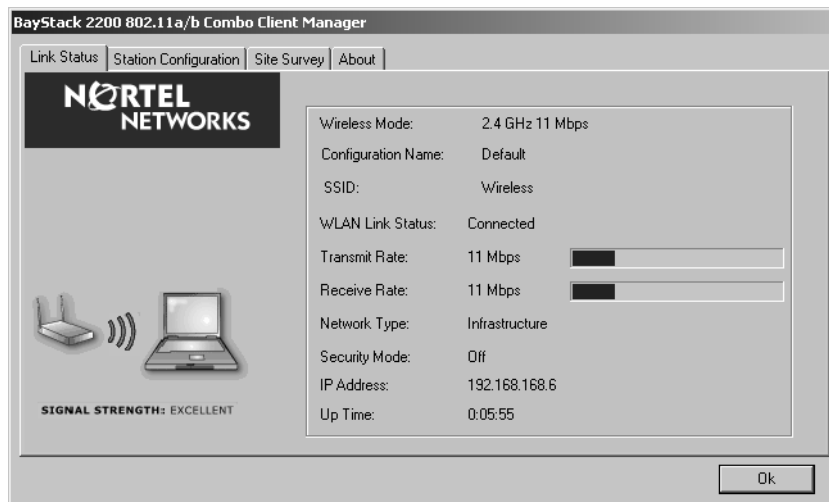 BayStack 2200 802.11a/b Combo Client Manager
Link Status Station Configuration Site Survey About
NORTEL
NETWORKS
Wireless Mode: 2.4 GHz 11 Mbps
Configuration Name: Default
SSID: Wireless
WLAN Link Status: Connected
Transmit Rate: 11 Mbps
Receive Rate: 11 Mbps
Network Type: Infrastructure
Security Mode: Off
IP Address: 192.168.168.6
Up Time: 0:05:55
SIGNAL STRENGTH: EXCELLENT
Ok